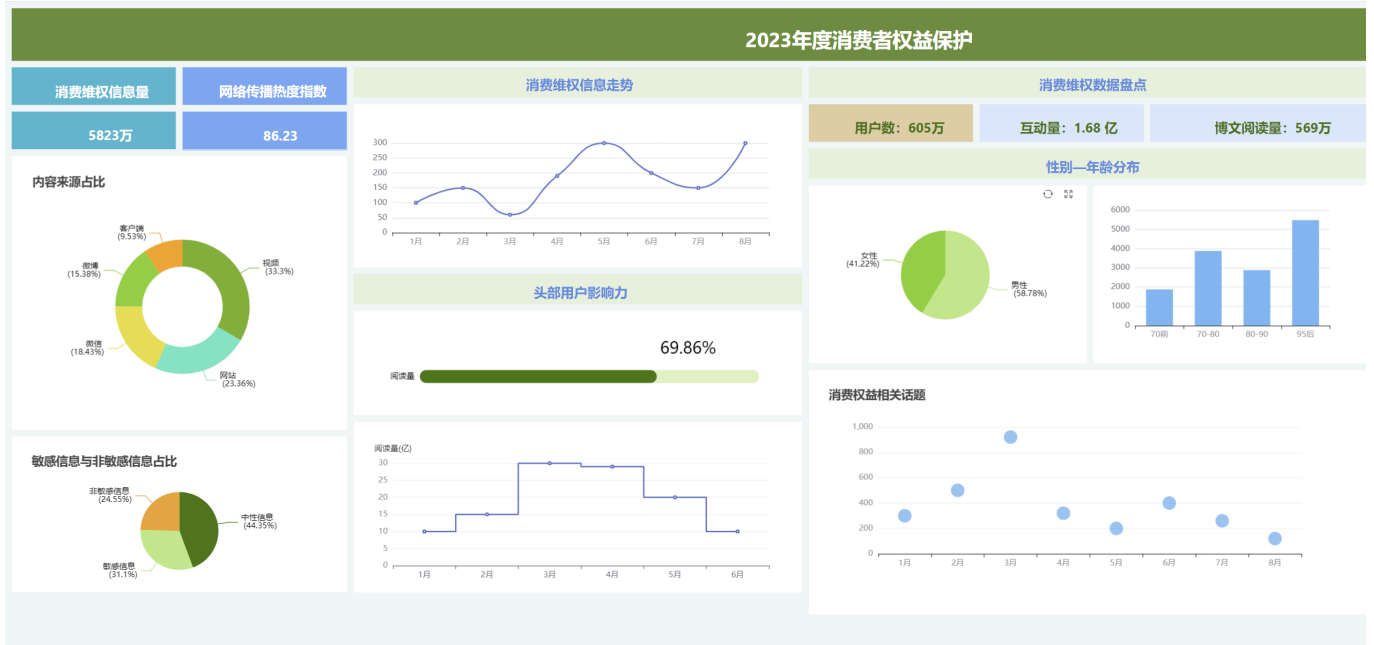 2023年度消费者权益保护
消费维权信息量
网络传播热度指数
5823万
86.23
内容来源占比
客户端
(9.53%)
视频
(33.3%)
微博
(15.38%)
微信
(18.43%)
网站
(23.36%)
敏感信息与非敏感信息占比
非敏感信息
(24.55%)
中性信息
(44.35%)
敏感信息
(31.1%)
消费维权信息走势
300
250
200
150
100
50
0
1月 2月 3月 4月 5月 6月 7月 8月
头部用户影响力
69.86%
阅读量
阅读量(亿)
30
25
20
15
10
5
0
1月 2月 3月 4月 5月 6月
消费维权数据盘点
用户数：605万
互动量：1.68 亿
博文阅读量：569万
性别—年龄分布
女性
(41.22%)
男性
(58.78%)
6000
5000
4000
3000
2000
1000
0
70前 70-80 80-90 95后
消费权益相关话题
1,000
800
600
400
200
0
1月 2月 3月 4月 5月 6月 7月 8月